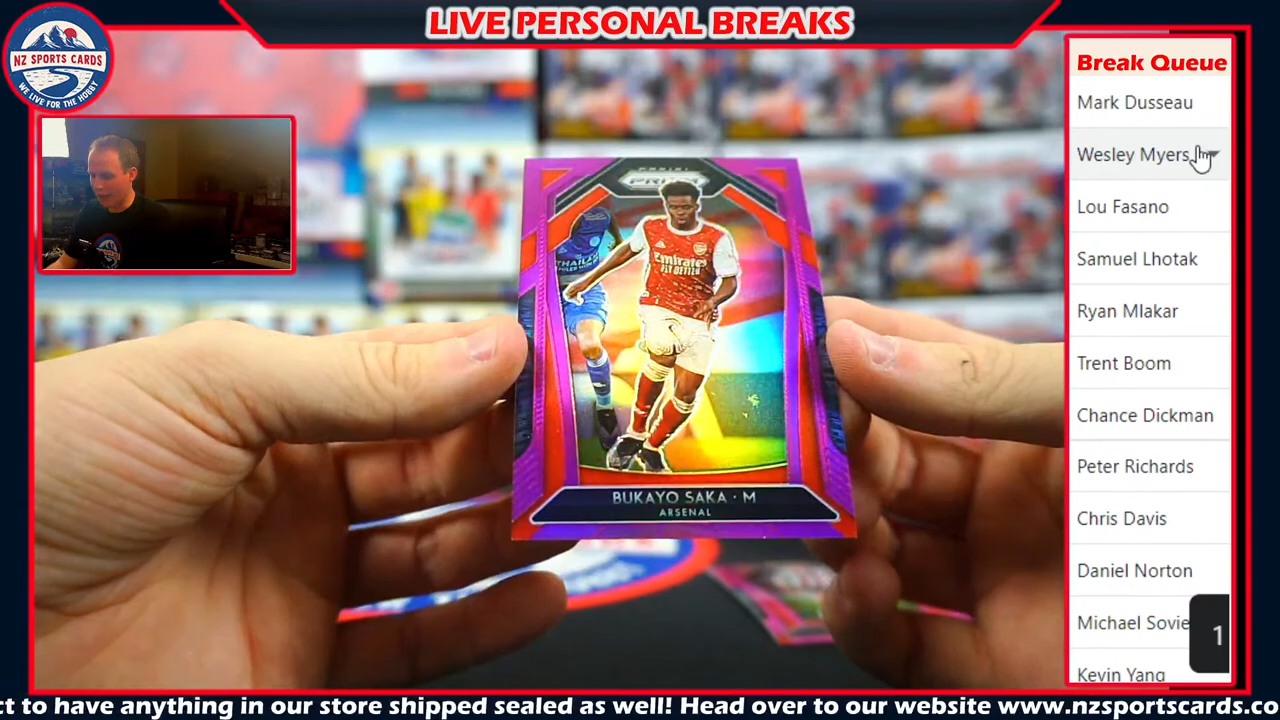 LIVE PERSONAL BREAKS
NZ SPORTS CARDS
WE LIVE FOR THE HOBBY
Break Queue
Mark Dusseau
Wesley Myers
Lou Fasano
Samuel Lhotak
Ryan Mlakar
Trent Boom
Chance Dickman
Peter Richards
Chris Davis
Daniel Norton
Michael Sovie
Kevin Yang
1
PANINI
PRIZM
THAILAND
Emirates
FLY BETTER
BUKAYO SAKA · M
ARSENAL
ct to have anything in our store shipped sealed as well! Head over to our website www.nzsportscards.co